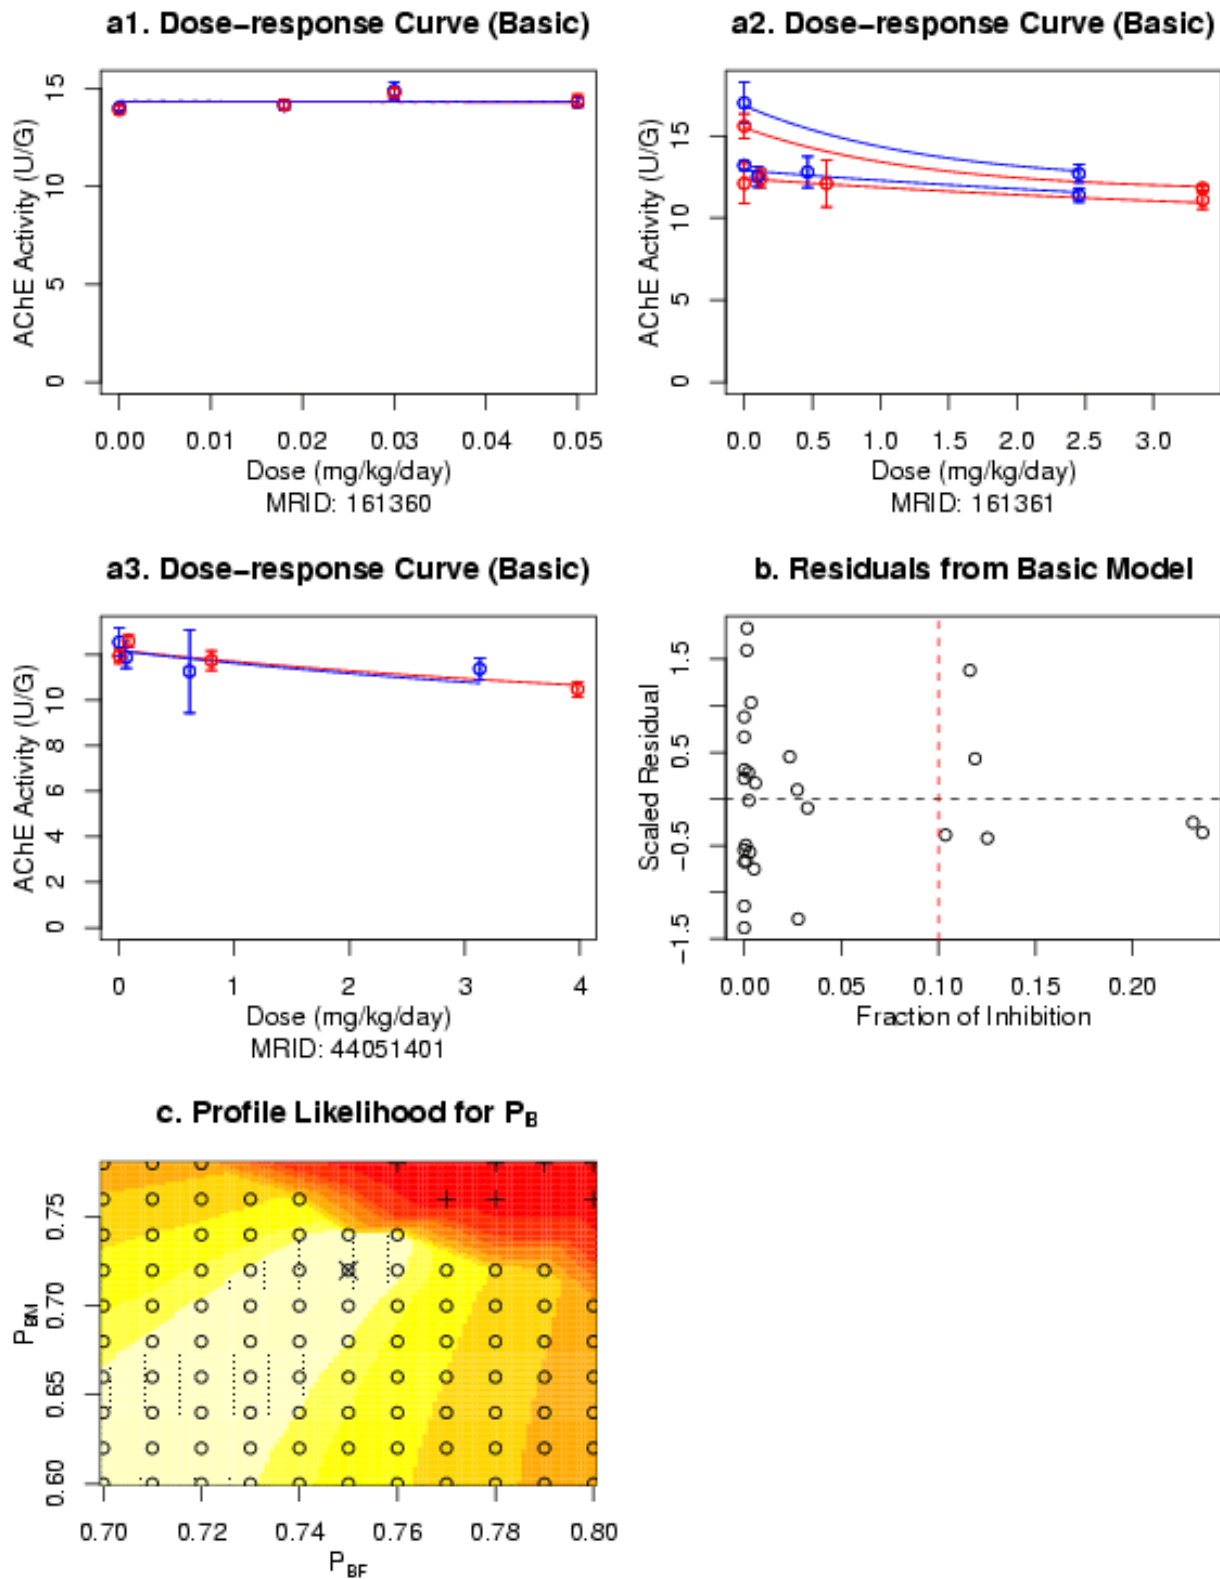 a1. Dose-response Curve (Basic)
AChE Activity (U/G)
15
10
5
0
0.00 0.01 0.02 0.03 0.04 0.05
Dose (mg/kg/day)
MRID: 161360
a2. Dose-response Curve (Basic)
AChE Activity (U/G)
15
10
5
0
0.0 0.5 1.0 1.5 2.0 2.5 3.0
Dose (mg/kg/day)
MRID: 161361
a3. Dose-response Curve (Basic)
AChE Activity (U/G)
10
8
6
4
2
0
0 1 2 3 4
Dose (mg/kg/day)
MRID: 44051401
b. Residuals from Basic Model
Scaled Residual
1.5
0.5
-0.5
-1.5
0.00 0.05 0.10 0.15 0.20
Fraction of Inhibition
c. Profile Likelihood for P_B
P_BM
0.75
0.70
0.65
0.60
0.70 0.72 0.74 0.76 0.78 0.80
P_BF